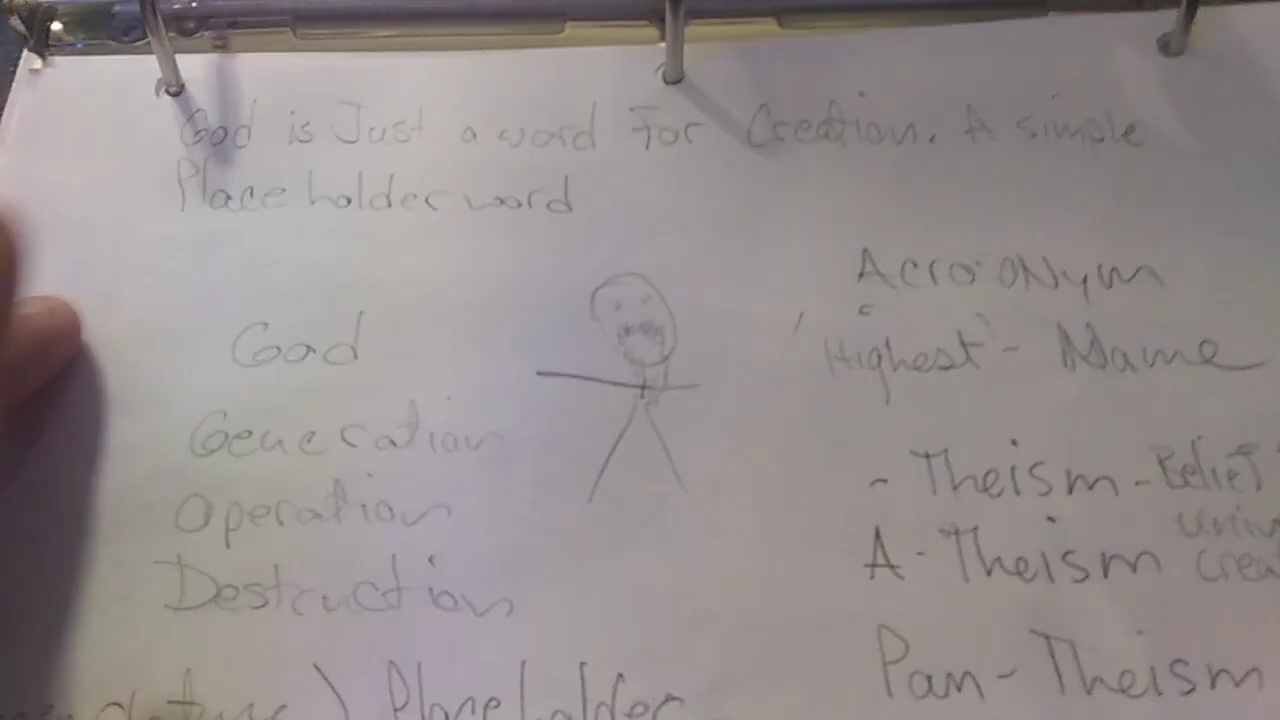 God is Just a word For Creation. A simple
Place holder word
God
Generation
Operation
Destruction
Placeholder
Acronym
Highest - Name
- Theism - Belief
A - Theism
Pan - Theism